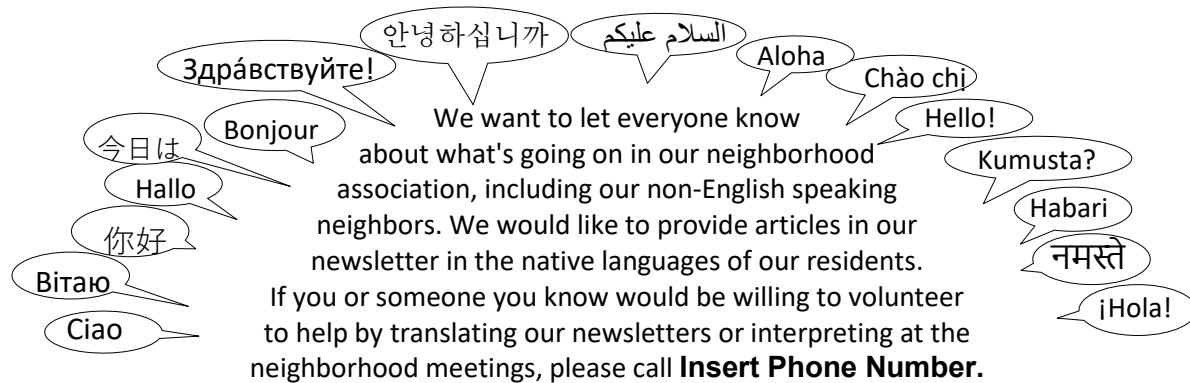 안녕하십니까
السلام عليكم
Aloha
Здра́вствуйте!
Chào chị
Bonjour
Hello!
今日は
Kumusta?
Hallo
Habari
你好
नमस्ते
Вітаю
¡Hola!
Ciao
We want to let everyone know
about what's going on in our neighborhood
association, including our non-English speaking
neighbors. We would like to provide articles in our
newsletter in the native languages of our residents.
If you or someone you know would be willing to volunteer
to help by translating our newsletters or interpreting at the
neighborhood meetings, please call Insert Phone Number.